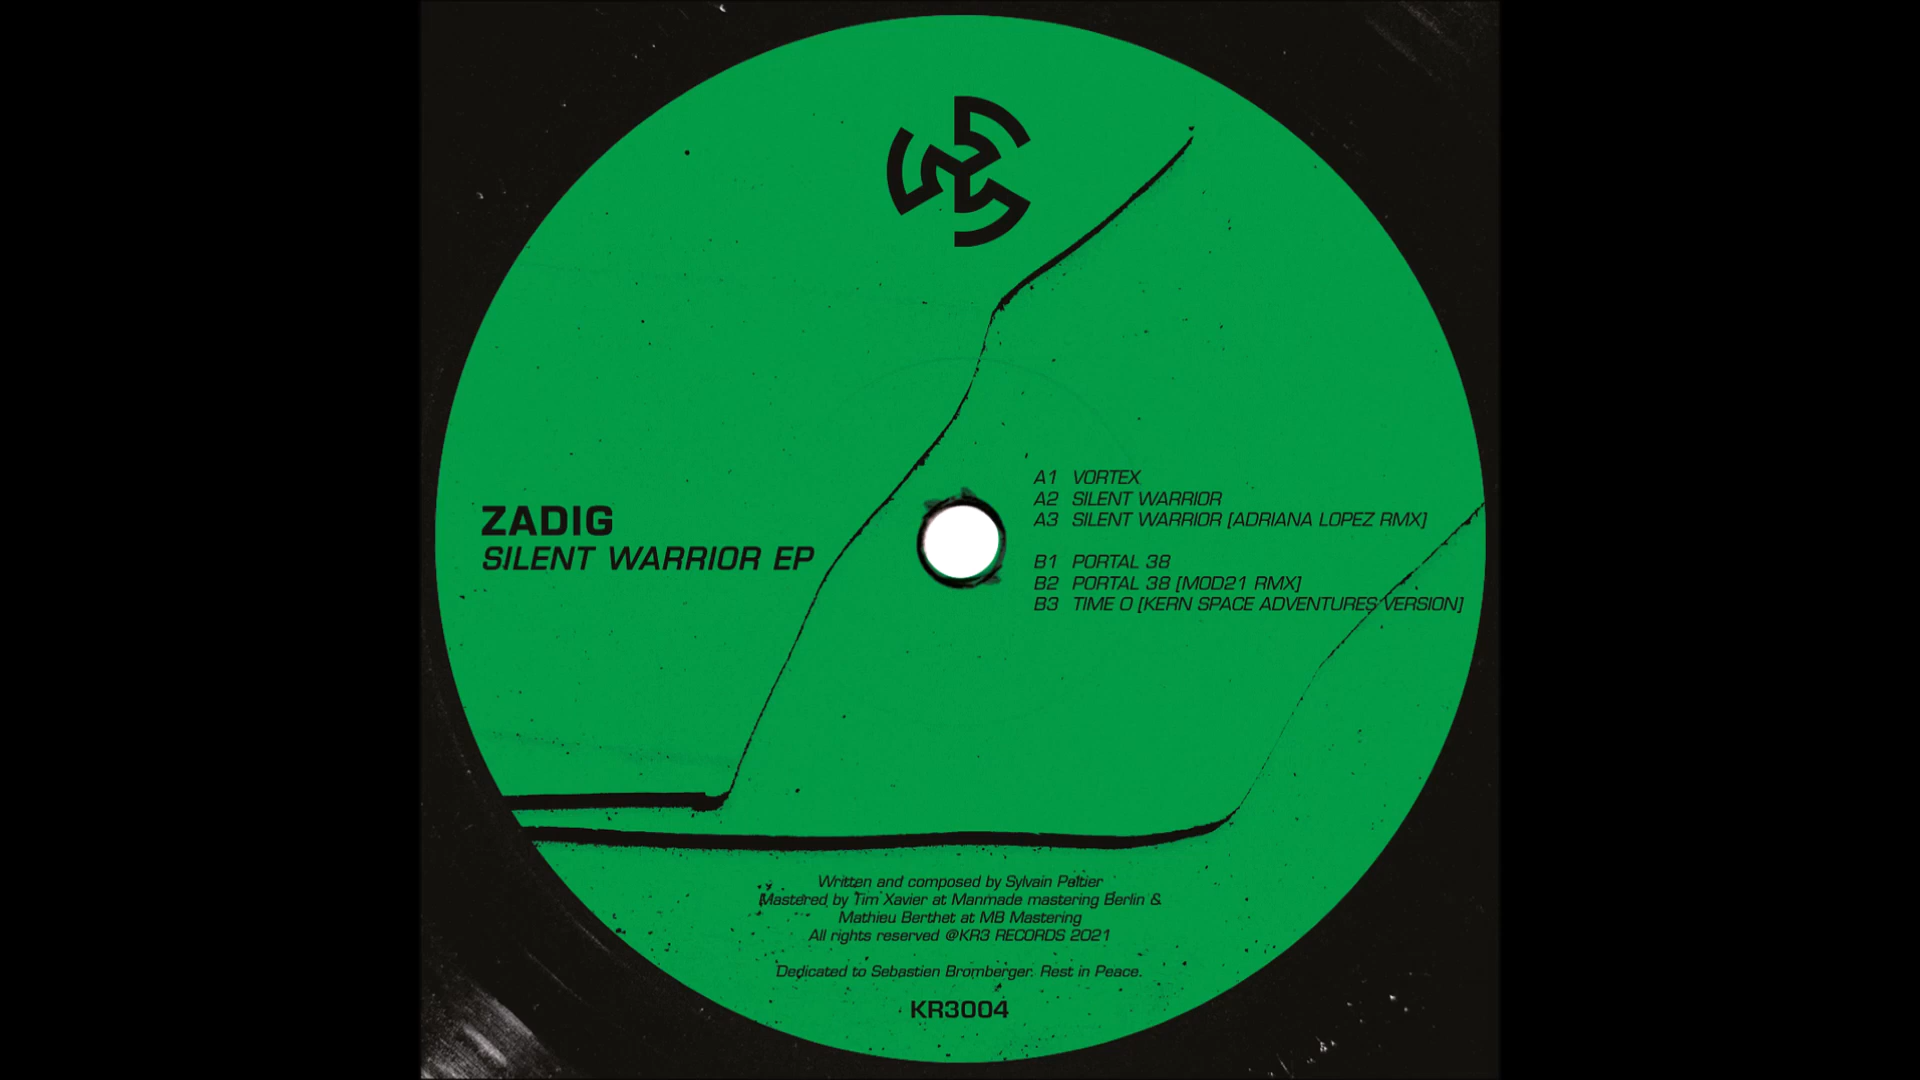 ZADIG
SILENT WARRIOR EP
A1 VORTEX
A2 SILENT WARRIOR
A3 SILENT WARRIOR [ADRIANA LOPEZ RMX]
B1 PORTAL 38
B2 PORTAL 38 [MOD21 RMX]
B3 TIME O [KERN SPACE ADVENTURES VERSION]
Written and composed by Sylvain Peltier
Mastered by Tim Xavier at Manmade mastering Berlin &
Mathieu Berthet at MB Mastering
All rights reserved @KR3 RECORDS 2021
Dedicated to Sebastien Bromberger. Rest in Peace.
KR3004